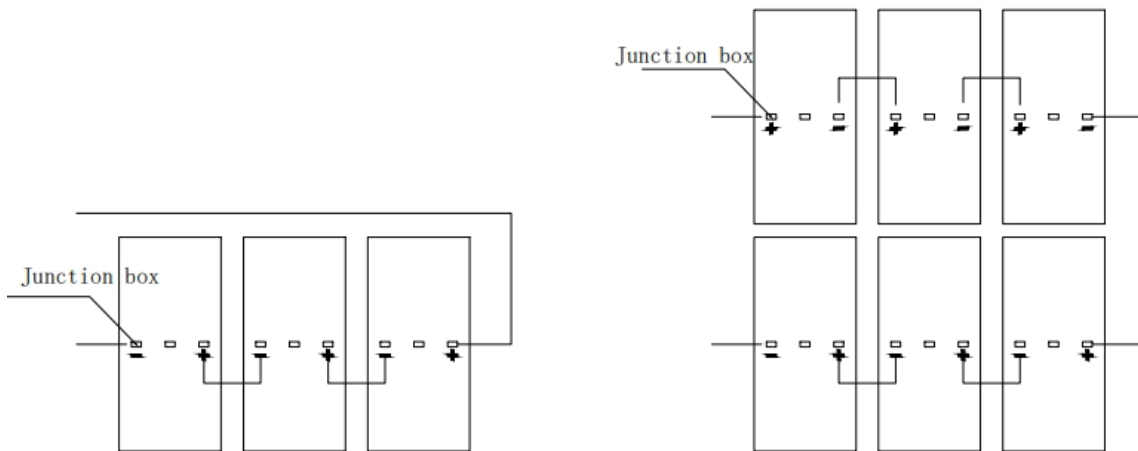 Junction box
+ - + - + -
Junction box
- + - + - +
- + - + - +